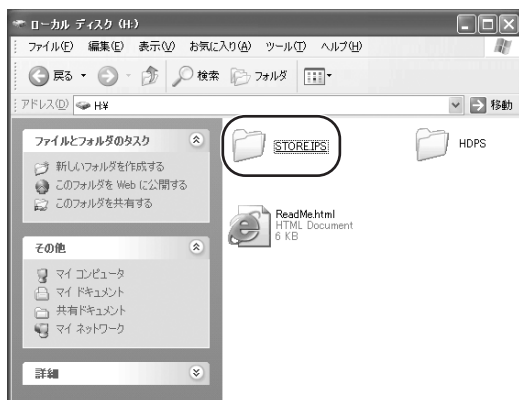 ローカル ディスク (H:)
ファイル(F) 編集(E) 表示(V) お気に入り(A) ツール(T) ヘルプ(H)
戻る 検索 フォルダ
アドレス(D) H¥ 移動
ファイルとフォルダのタスク
新しいフォルダを作成する
このフォルダを Web に公開する
このフォルダを共有する
その他
マイ コンピュータ
マイ ドキュメント
共有ドキュメント
マイ ネットワーク
詳細
STOREIPS
HDPS
ReadMe.html
HTML Document
6 KB